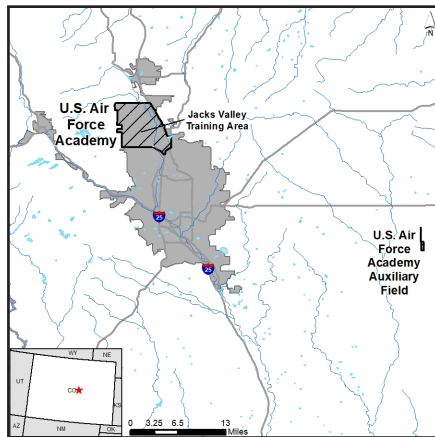 N
U.S. Air
Force
Academy
Jacks Valley
Training Area
25
U.S. Air
Force
Academy
Auxiliary
Field
25
WY
NE
UT
CO
KS
AZ
NM
OK
0 3.25 6.5 13
Miles